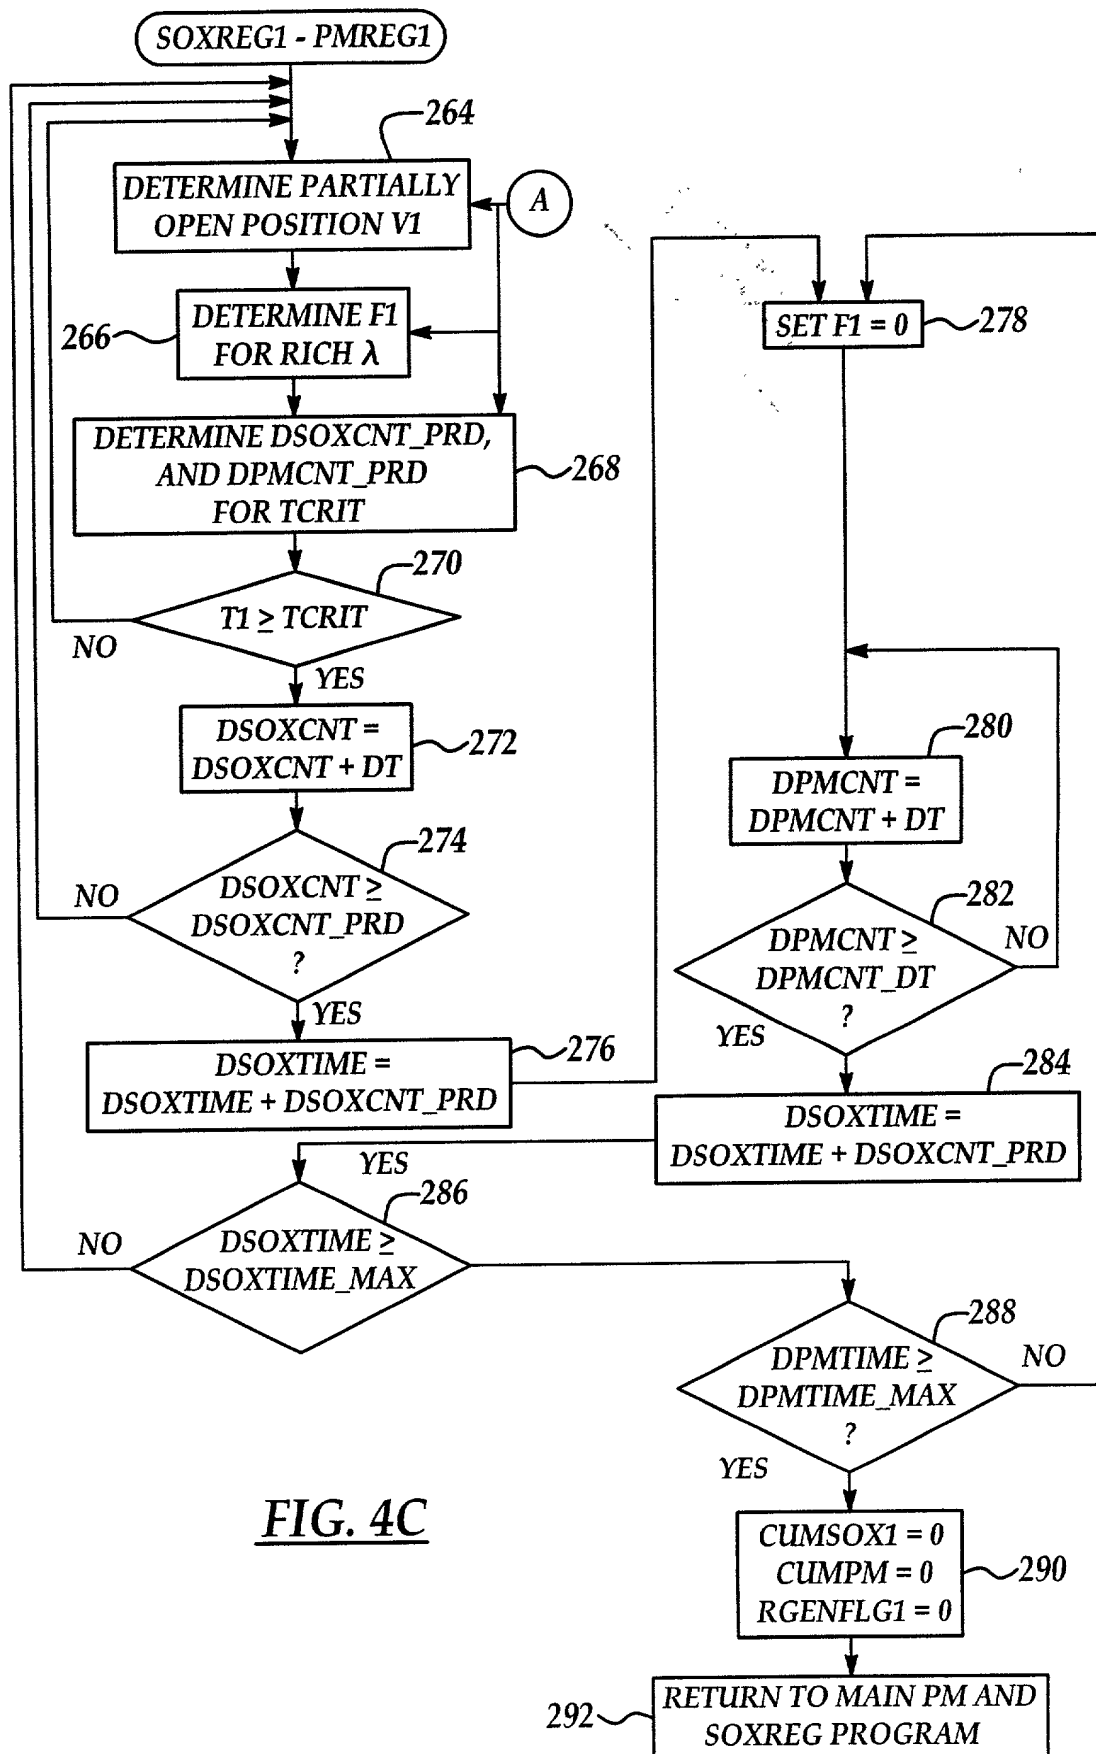 SOXREG1 - PMREG1
264
DETERMINE PARTIALLY
OPEN POSITION V1
A
266
DETERMINE F1
FOR RICH λ
DETERMINE DSOXCNT_PRD,
AND DPMCNT_PRD
FOR TCRIT
268
270
T1 ≥ TCRIT
NO
YES
DSOXCNT =
DSOXCNT + DT
272
274
DSOXCNT ≥
DSOXCNT_PRD
?
NO
YES
DSOXTIME =
DSOXTIME + DSOXCNT_PRD
276
SET F1 = 0
278
280
DPMCNT =
DPMCNT + DT
282
DPMCNT ≥
DPMCNT_DT
?
NO
YES
284
DSOXTIME =
DSOXTIME + DSOXCNT_PRD
YES
286
DSOXTIME ≥
DSOXTIME_MAX
NO
288
DPMTIME ≥
DPMTIME_MAX
?
NO
YES
CUMSOX1 = 0
CUMPM = 0
RGENFLG1 = 0
290
292
RETURN TO MAIN PM AND
SOXREG PROGRAM
FIG. 4C